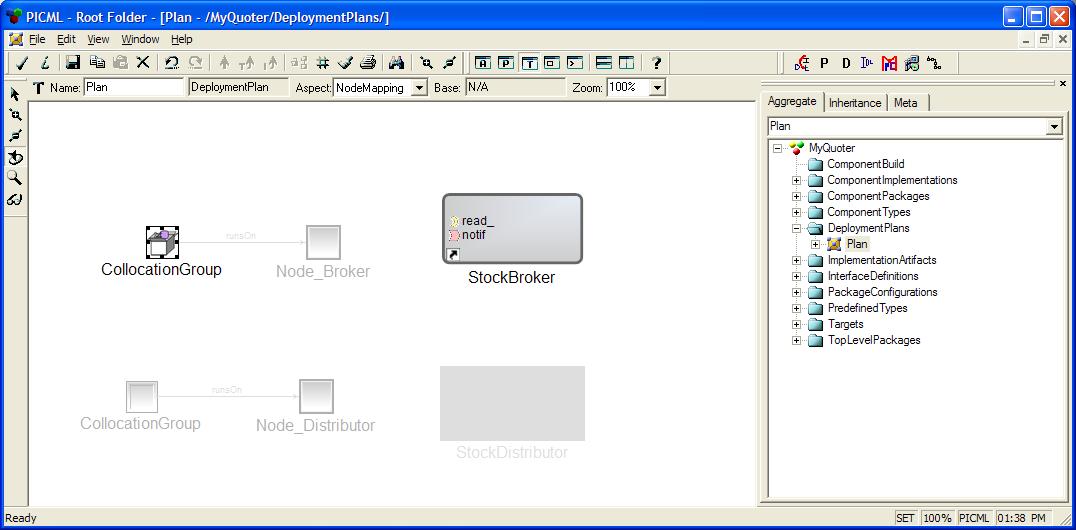 PICML - Root Folder - [Plan - /MyQuoter/DeploymentPlans/]
File Edit View Window Help
A P T ?
P D IDL
T Name: Plan DeploymentPlan Aspect: NodeMapping Base: N/A Zoom: 100%
Aggregate Inheritance Meta
Plan
MyQuoter
ComponentBuild
ComponentImplementations
ComponentPackages
ComponentTypes
DeploymentPlans
Plan
ImplementationArtifacts
InterfaceDefinitions
PackageConfigurations
PredefinedTypes
Targets
TopLevelPackages
read_
notif
runsOn
CollocationGroup Node_Broker StockBroker
runsOn
CollocationGroup Node_Distributor StockDistributor
Ready SET 100% PICML 01:38 PM